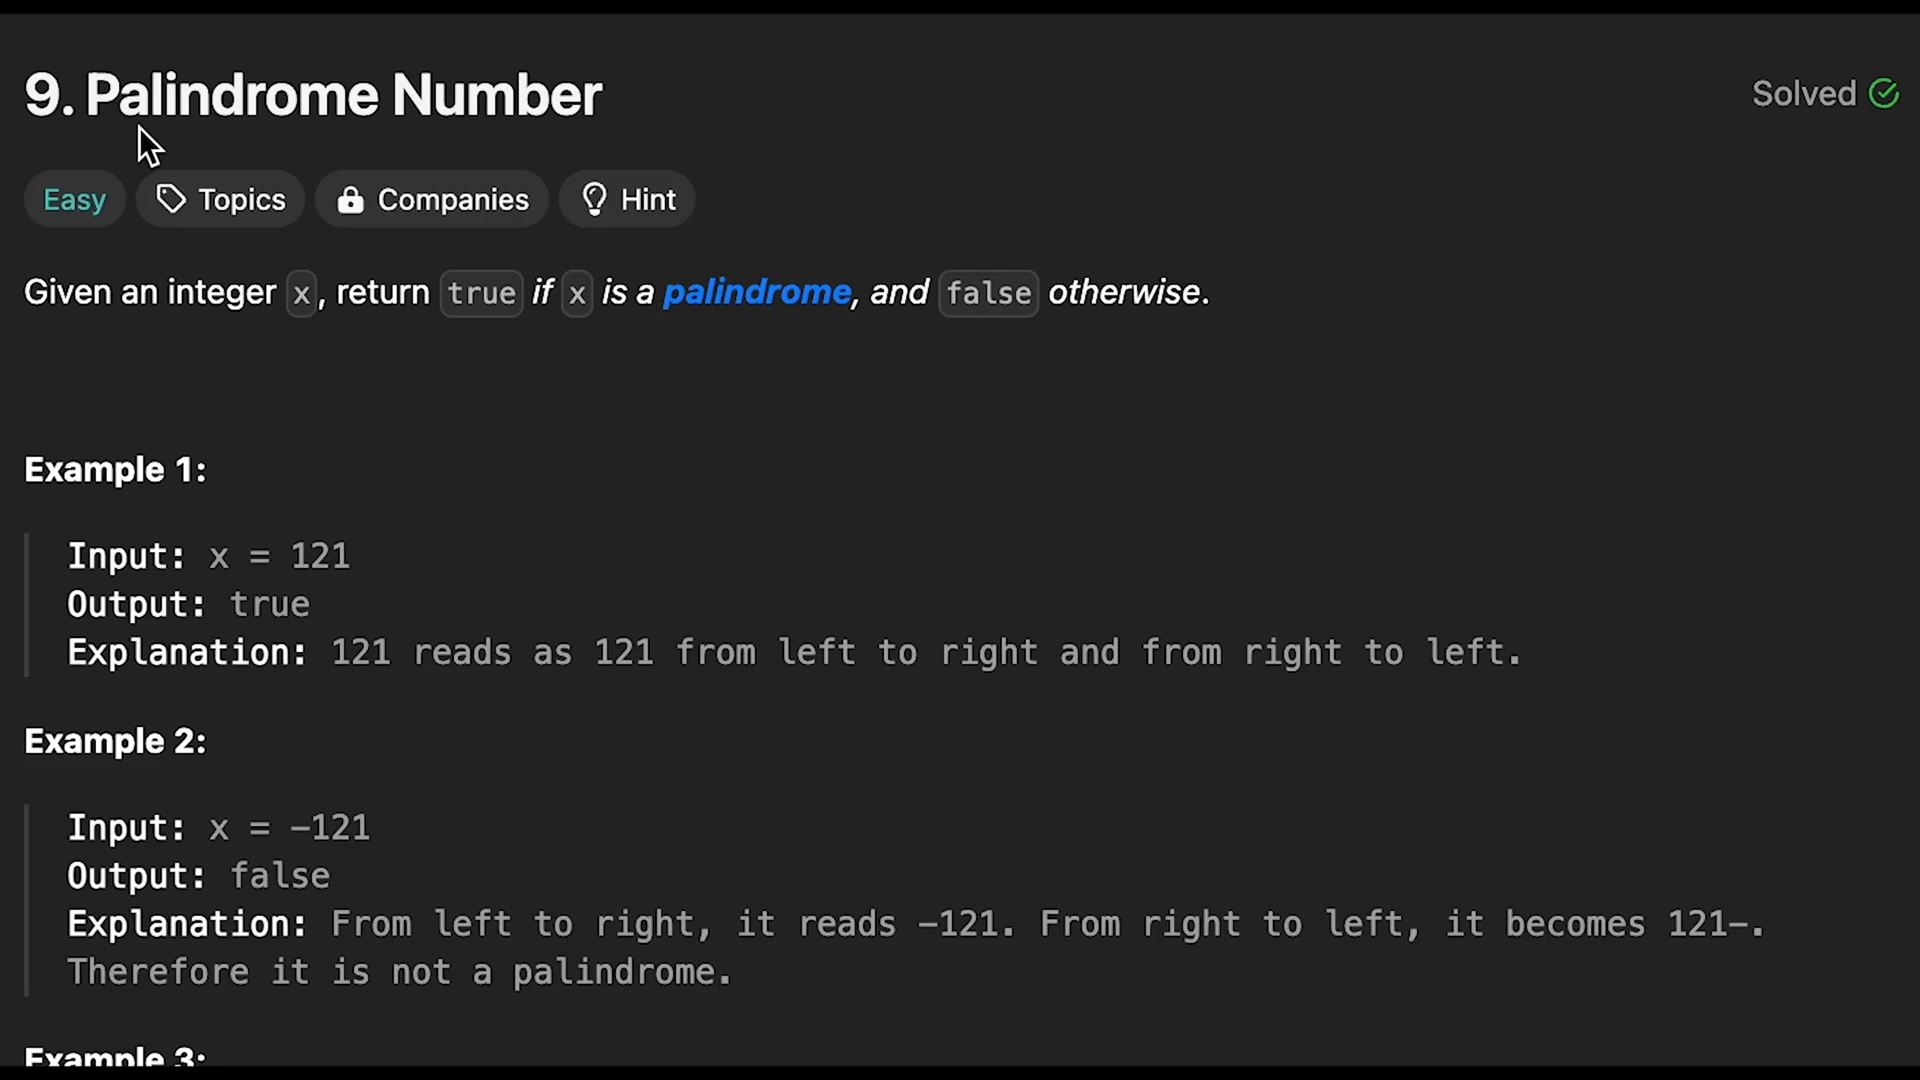 9. Palindrome Number
Solved
Easy Topics Companies Hint
Given an integer x, return true if x is a palindrome, and false otherwise.
Example 1:
Input: x = 121
Output: true
Explanation: 121 reads as 121 from left to right and from right to left.
Example 2:
Input: x = -121
Output: false
Explanation: From left to right, it reads -121. From right to left, it becomes 121-.
Therefore it is not a palindrome.
Example 3: